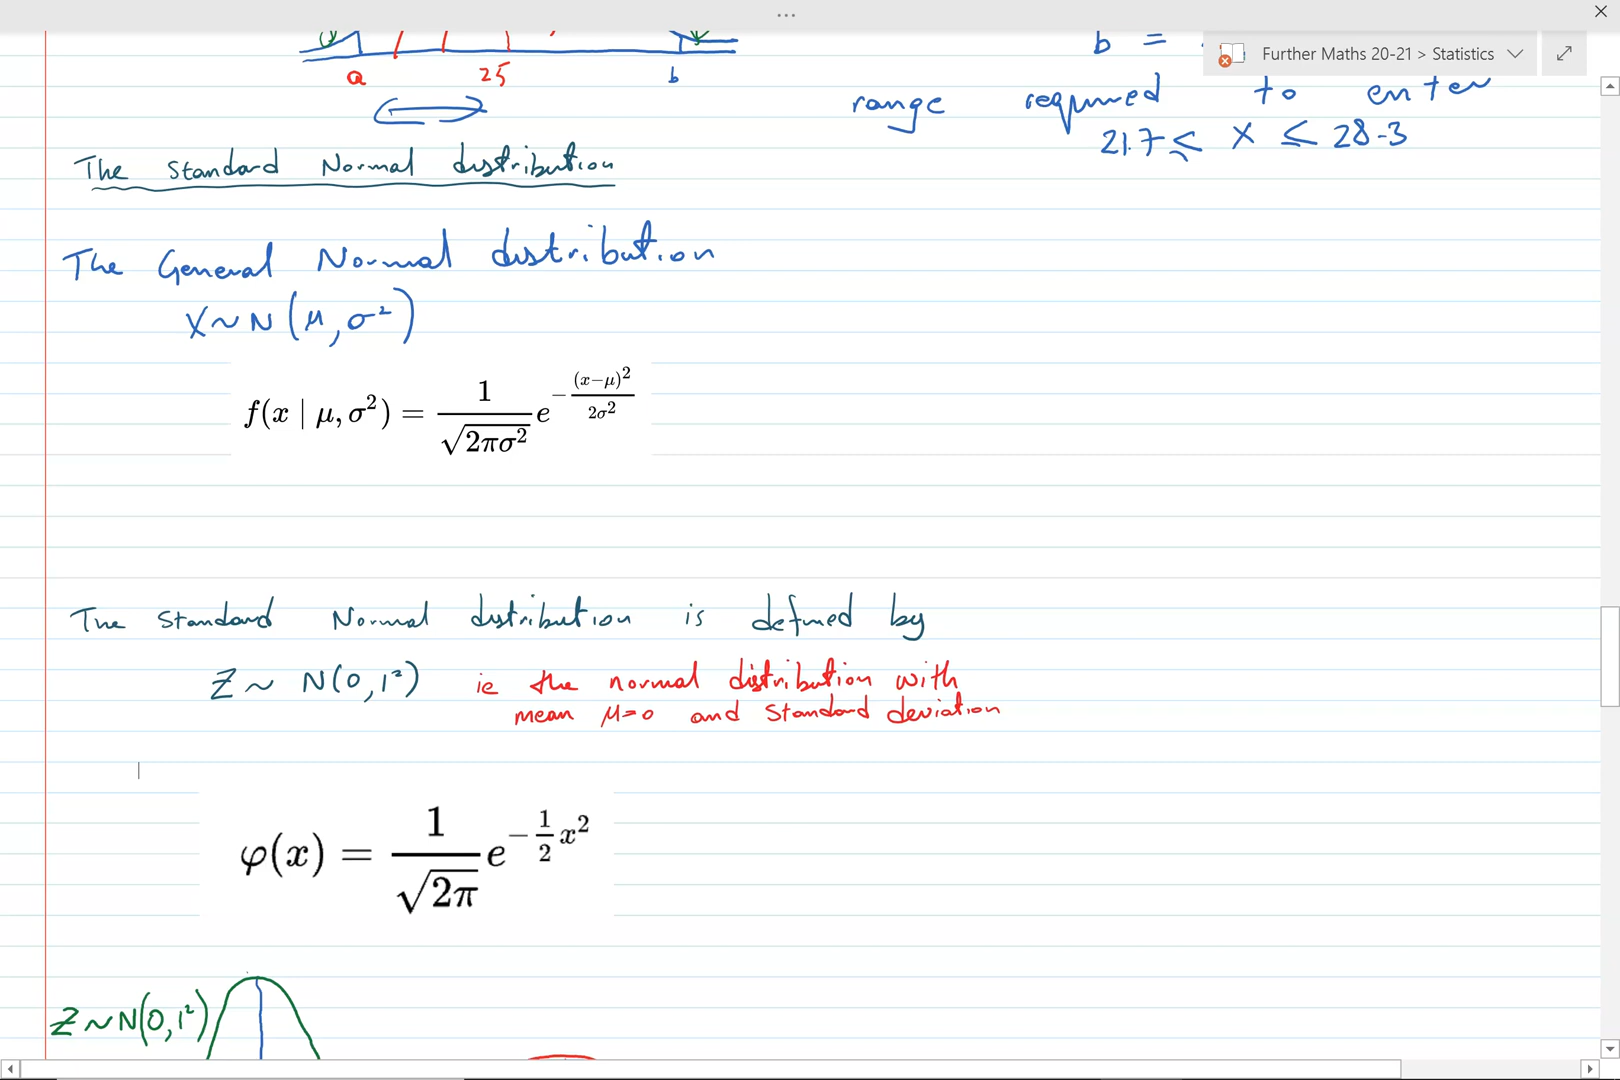 Further Maths 20-21 > Statistics
a 25 b
b =
range required to enter
21.7 ≤ X ≤ 28.3
The Standard Normal distribution
The General Normal distribution
X~N(μ, σ²)
f(x | μ, σ²) = 1/√(2πσ²) e^(-(x-μ)²/(2σ²))
The Standard Normal distribution is defined by
Z ~ N(0, 1²) ie the normal distribution with
mean μ=0 and standard deviation
φ(x) = 1/√(2π) e^(-1/2 x²)
Z~N(0, 1²)